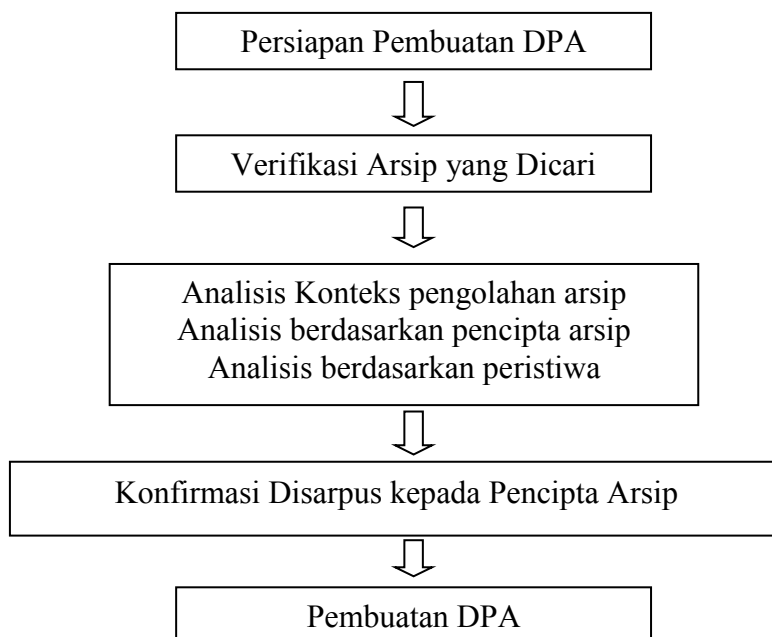 Persiapan Pembuatan DPA
Verifikasi Arsip yang Dicari
Analisis Konteks pengolahan arsip
Analisis berdasarkan pencipta arsip
Analisis berdasarkan peristiwa
Konfirmasi Disarpus kepada Pencipta Arsip
Pembuatan DPA